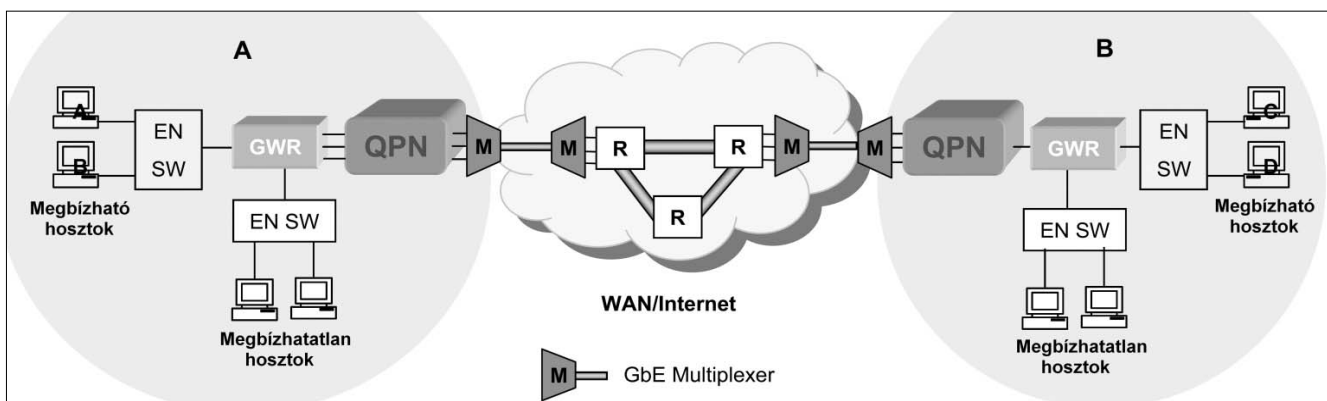 A
A
B
Megbízható
hosztok
EN
SW
GWR
QPN
M
M
R
R
R
M
M
EN SW
Megbízhatatlan
hosztok
WAN/Internet
M
GbE Multiplexer
B
QPN
GWR
EN
SW
C
D
Megbízható
hosztok
EN SW
Megbízhatatlan
hosztok